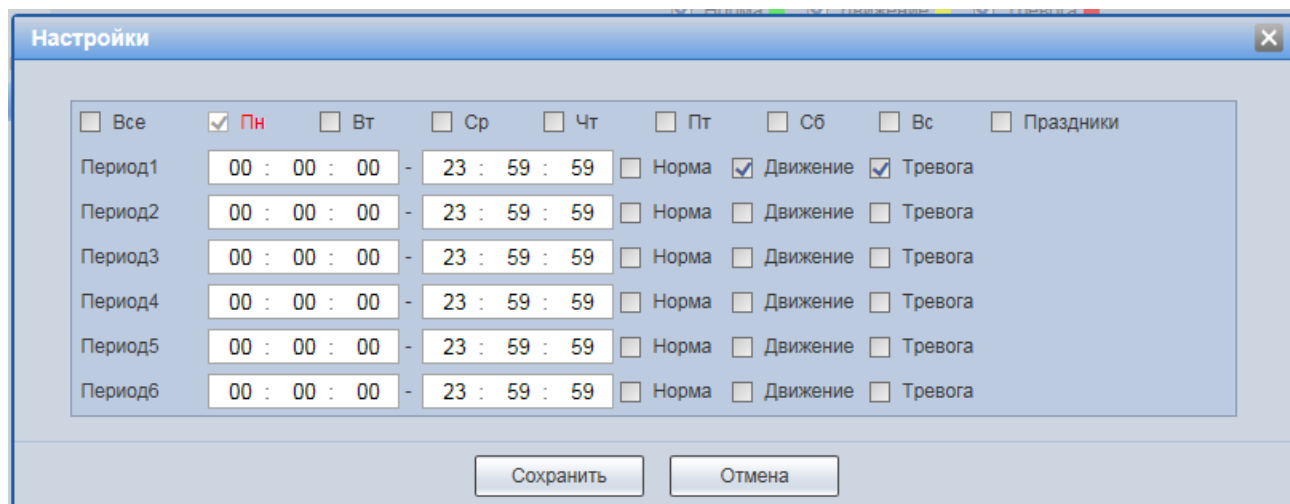 Норма Движение Тревога
Настройки
Все Пн Вт Ср Чт Пт Сб Вс Праздники
Период1 00 : 00 : 00 - 23 : 59 : 59 Норма Движение Тревога
Период2 00 : 00 : 00 - 23 : 59 : 59 Норма Движение Тревога
Период3 00 : 00 : 00 - 23 : 59 : 59 Норма Движение Тревога
Период4 00 : 00 : 00 - 23 : 59 : 59 Норма Движение Тревога
Период5 00 : 00 : 00 - 23 : 59 : 59 Норма Движение Тревога
Период6 00 : 00 : 00 - 23 : 59 : 59 Норма Движение Тревога
Сохранить Отмена